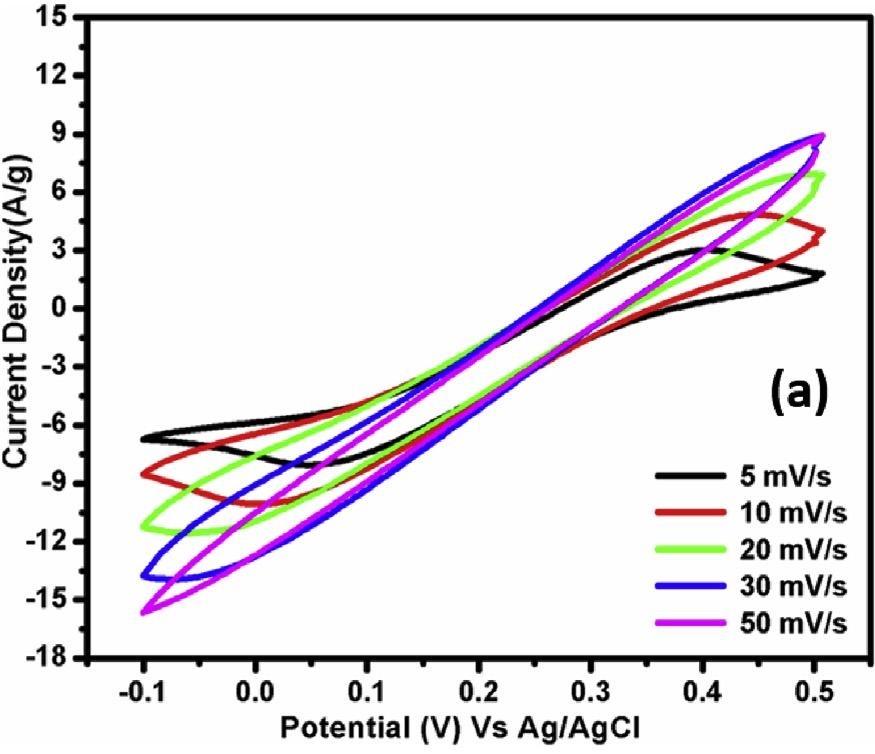 15
12
9
6
3
0
-3
-6
-9
-12
-15
-18
Current Density(A/g)
(a)
5 mV/s
10 mV/s
20 mV/s
30 mV/s
50 mV/s
-0.1 0.0 0.1 0.2 0.3 0.4 0.5
Potential (V) Vs Ag/AgCl